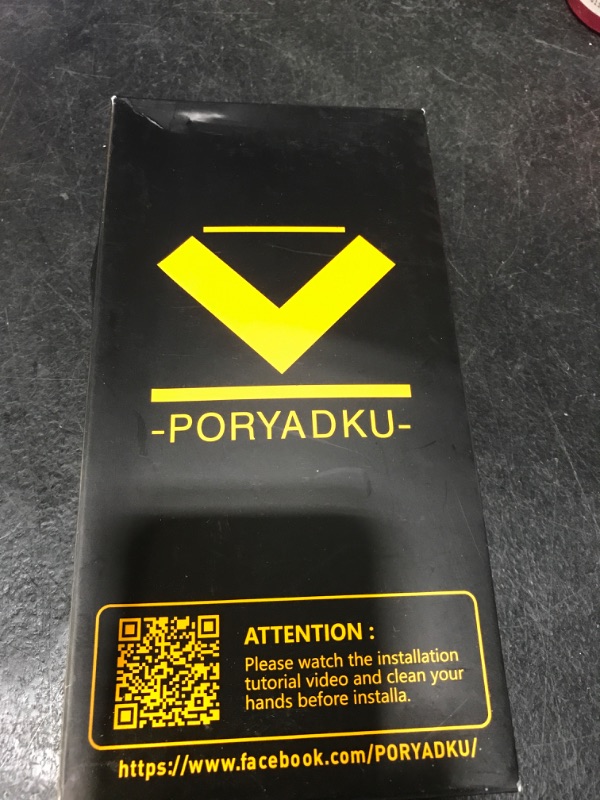 -PORYADKU-
ATTENTION :
Please watch the installation
tutorial video and clean your
hands before installa.
https://www.facebook.com/PORYADKU/